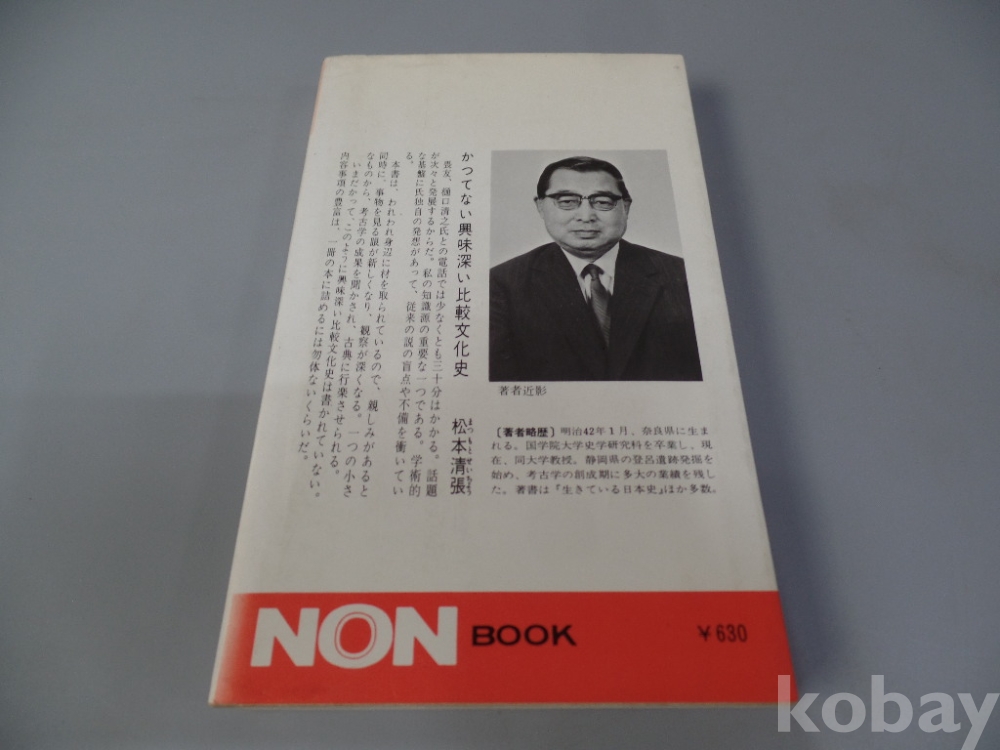 かつてない興味深い比較文化史
松本清張
まつもとせいちょう
畏友、樋口清之氏との電話では少なくとも三十分はかかる。話題
が次々と発展するからだ。私の知識源の重要な一つである。学術的
な基盤に氏独自の発想があって、従来の説の盲点や不備を衝いてい
る。
本書は、われわれ身辺に材を取られているので、親しみがあると
同時に、事物を見る眼が新しくなり、観察が深くなる。一つの小さ
なものから、考古学の成果を聞かされ、古典に行楽させられる。
いまだかつて、このように興味深い比較文化史は書かれていない。
内容事項の豊富は、一冊の本に詰めるには勿体ないくらいだ。
著者近影
〔著者略歴〕明治42年1月、奈良県に生ま
れる。国学院大学史学研究科を卒業し、現
在、同大学教授。静岡県の登呂遺跡発掘を
始め、考古学の創成期に多大の業績を残し
た。著書は『生きている日本史』ほか多数。
NON BOOK
￥630
kobay